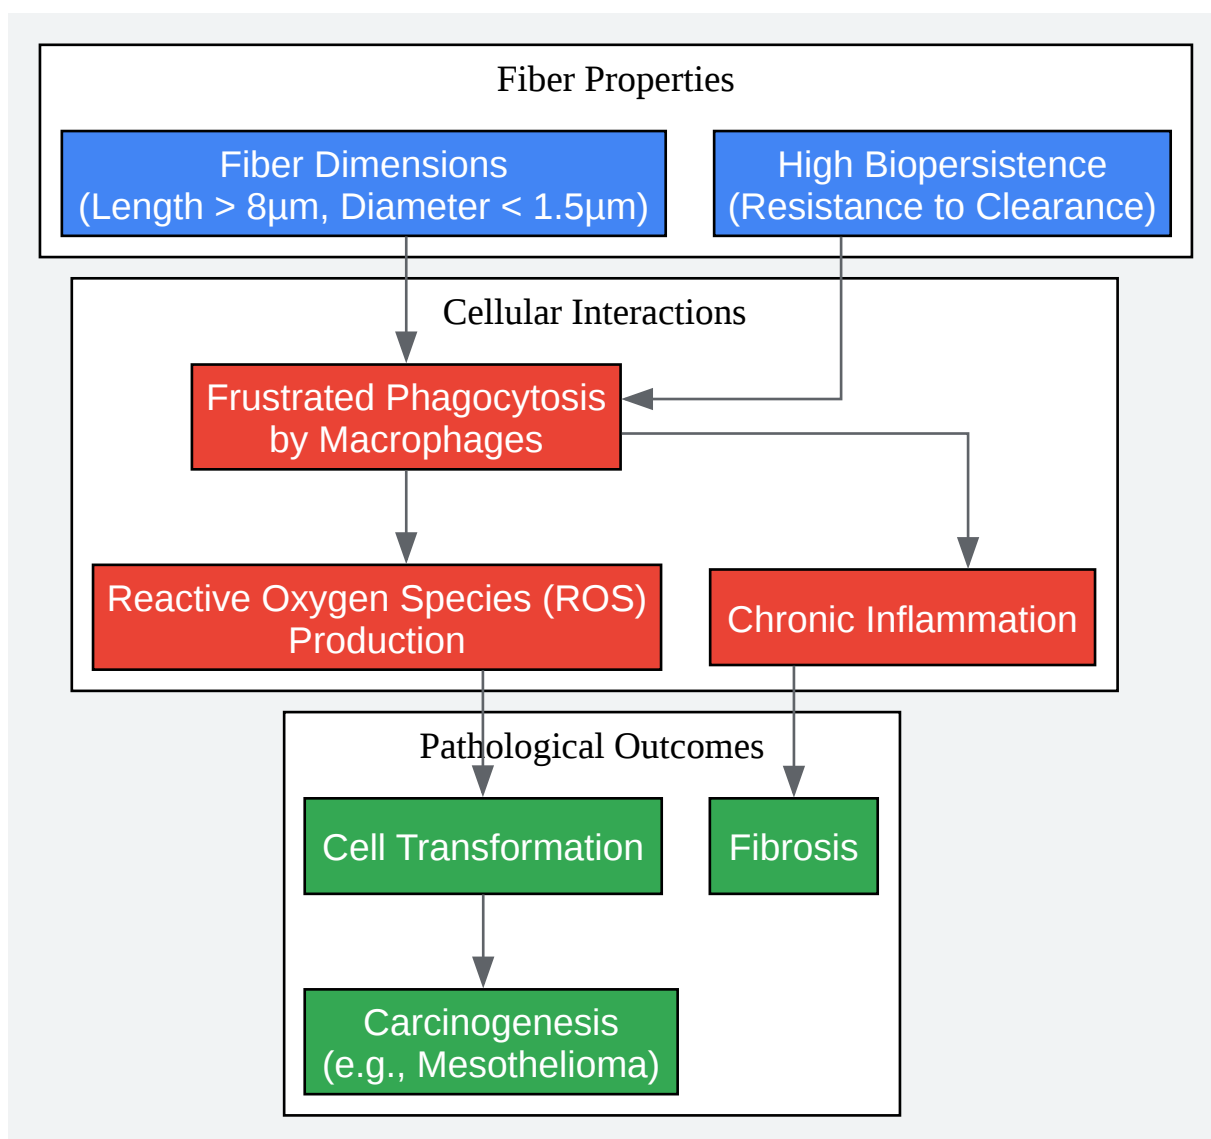 Fiber Properties
Fiber Dimensions
(Length > 8µm, Diameter < 1.5µm)
High Biopersistence
(Resistance to Clearance)
Cellular Interactions
Frustrated Phagocytosis
by Macrophages
Reactive Oxygen Species (ROS)
Production
Chronic Inflammation
Pathological Outcomes
Cell Transformation
Fibrosis
Carcinogenesis
(e.g., Mesothelioma)